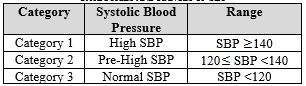 Category Systolic Blood Pressure Range
Category 1 High SBP SBP ≥140
Category 2 Pre-High SBP 120≤ SBP <140
Category 3 Normal SBP SBP <120